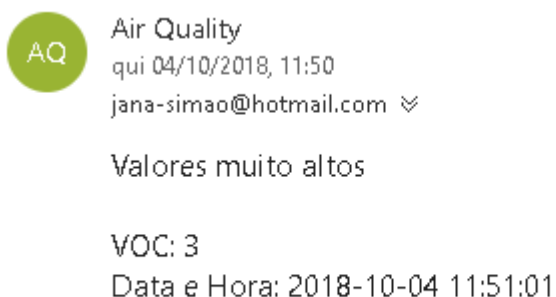 AQ
Air Quality
qui 04/10/2018, 11:50
jana-simao@hotmail.com
Valores muito altos
VOC: 3
Data e Hora: 2018-10-04 11:51:01